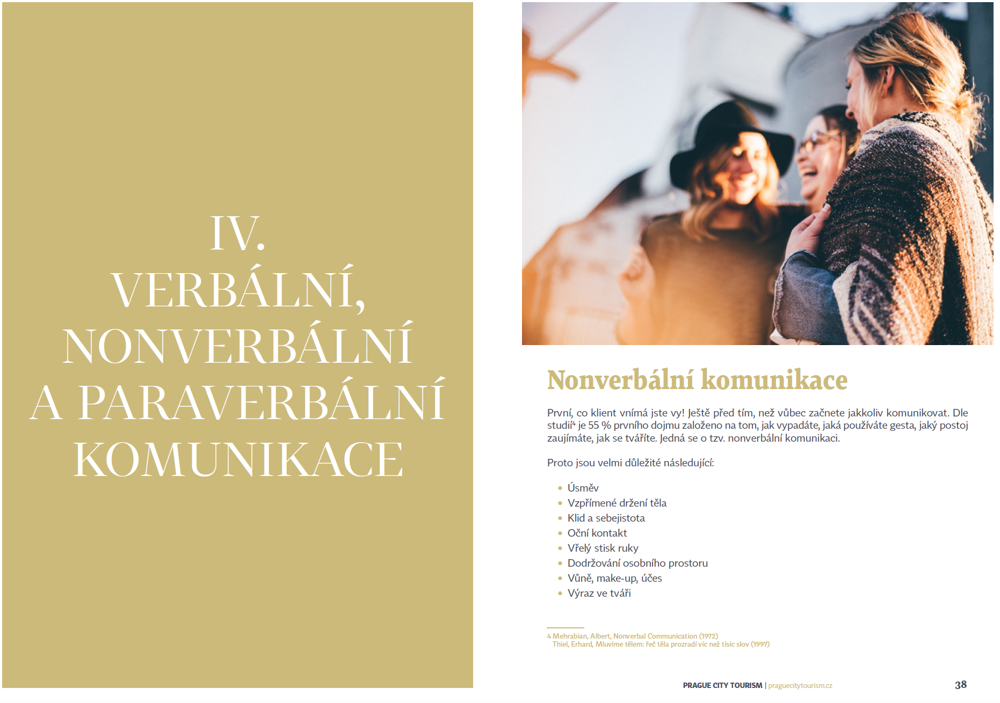 IV.
VERBÁLNÍ,
NONVERBÁLNÍ
A PARAVERBÁLNÍ
KOMUNIKACE
Nonverbální komunikace
První, co klient vnímá jste vy! Ještě před tím, než vůbec začnete jakkoliv komunikovat. Dle
studií⁴ je 55 % prvního dojmu založeno na tom, jak vypadáte, jaká používáte gesta, jaký postoj
zaujímáte, jak se tváříte. Jedná se o tzv. nonverbální komunikaci.
Proto jsou velmi důležité následující:
• Úsměv
• Vzpřímené držení těla
• Klid a sebejistota
• Oční kontakt
• Vřelý stisk ruky
• Dodržování osobního prostoru
• Vůně, make-up, účes
• Výraz ve tváři
4 Mehrabian, Albert, Nonverbal Communication (1972)
Thiel, Erhard, Mluvíme tělem: řeč těla prozradí víc než tisíc slov (1997)
PRAGUE CITY TOURISM | praguecitytourism.cz
38